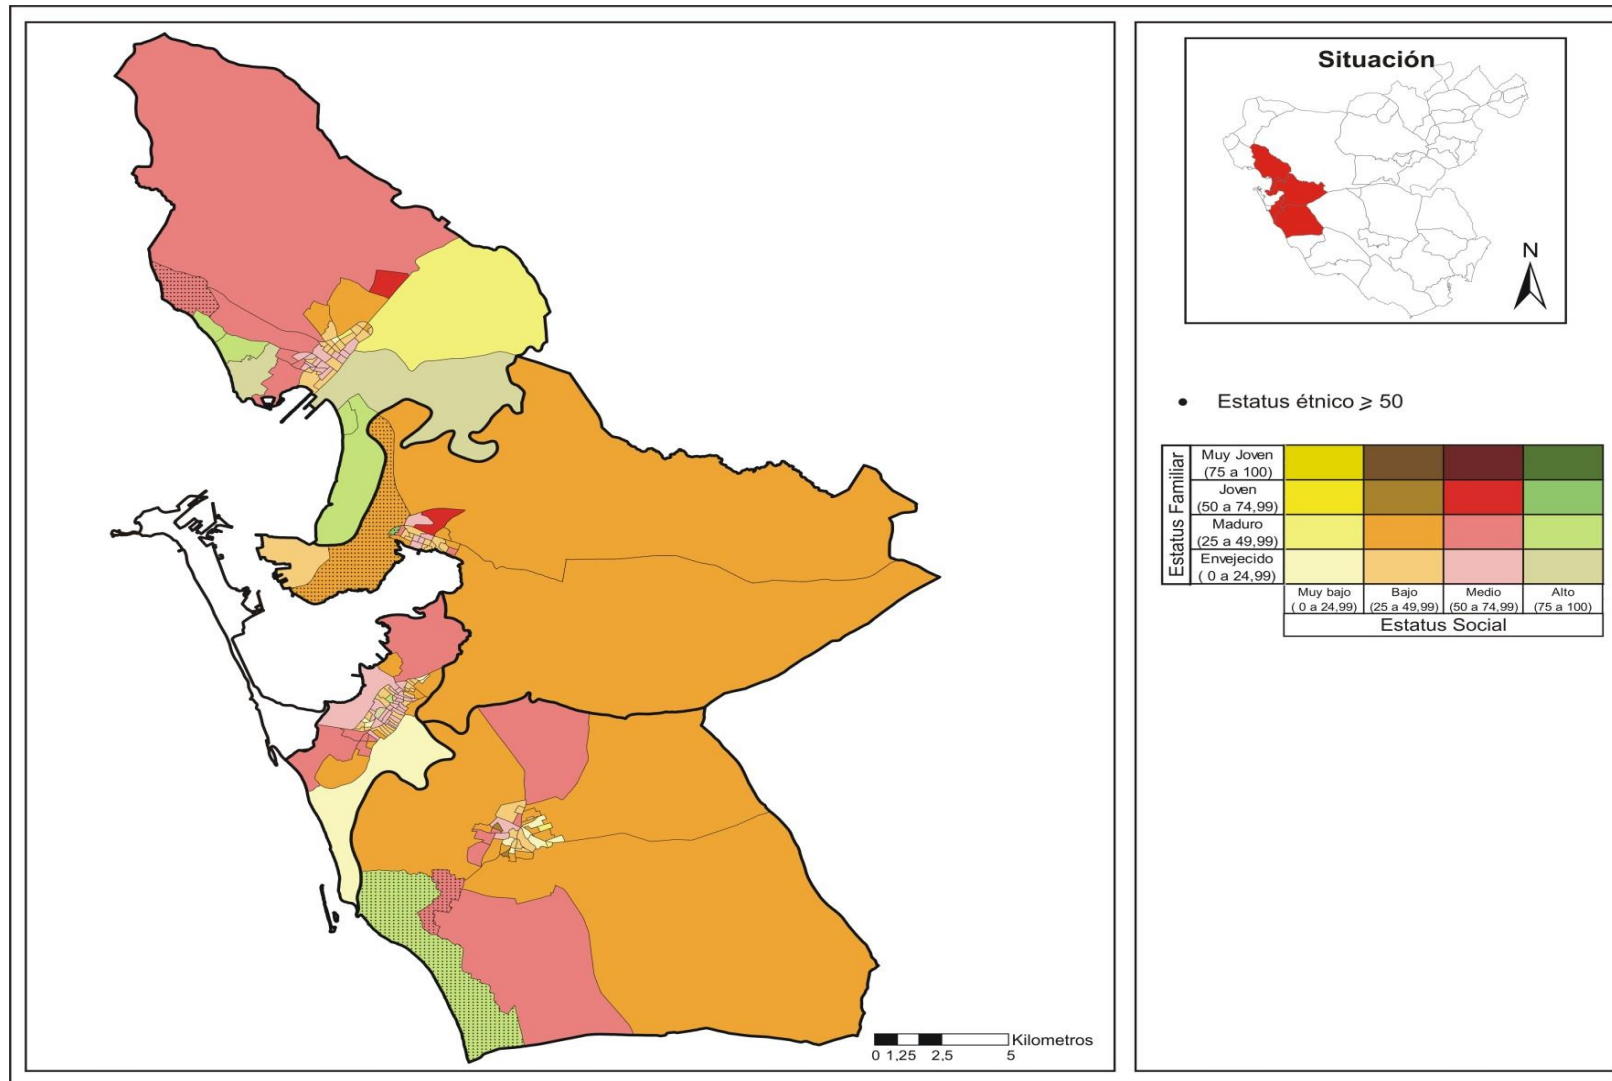 Situación
N
• Estatus étnico ⩾ 50
Estatus Familiar
Muy Joven
(75 a 100)
Joven
(50 a 74,99)
Maduro
(25 a 49,99)
Envejecido
( 0 a 24,99)
Muy bajo
( 0 a 24,99)
Bajo
(25 a 49,99)
Medio
(50 a 74,99)
Alto
(75 a 100)
Estatus Social
Kilometros
0 1,25 2,5 5